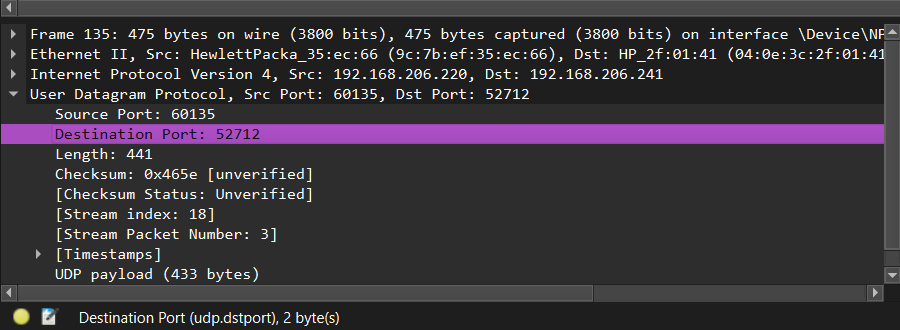 Frame 135: 475 bytes on wire (3800 bits), 475 bytes captured (3800 bits) on interface \Device\NP
Ethernet II, Src: HewlettPacka_35:ec:66 (9c:7b:ef:35:ec:66), Dst: HP_2f:01:41 (04:0e:3c:2f:01:41
Internet Protocol Version 4, Src: 192.168.206.220, Dst: 192.168.206.241
User Datagram Protocol, Src Port: 60135, Dst Port: 52712
Source Port: 60135
Destination Port: 52712
Length: 441
Checksum: 0x465e [unverified]
[Checksum Status: Unverified]
[Stream index: 18]
[Stream Packet Number: 3]
[Timestamps]
UDP payload (433 bytes)
Destination Port (udp.dstport), 2 byte(s)